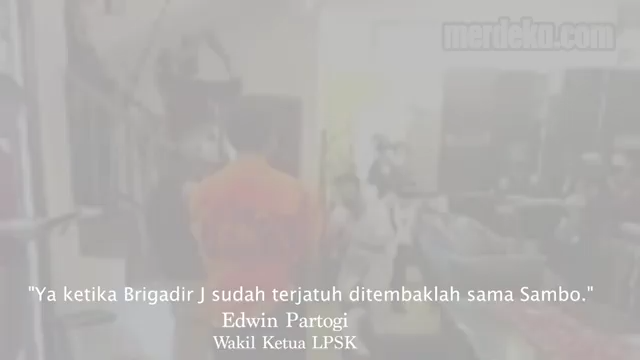 merdeka.com
"Ya ketika Brigadir J sudah terjatuh ditembaklah sama Sambo."
Edwin Partogi
Wakil Ketua LPSK